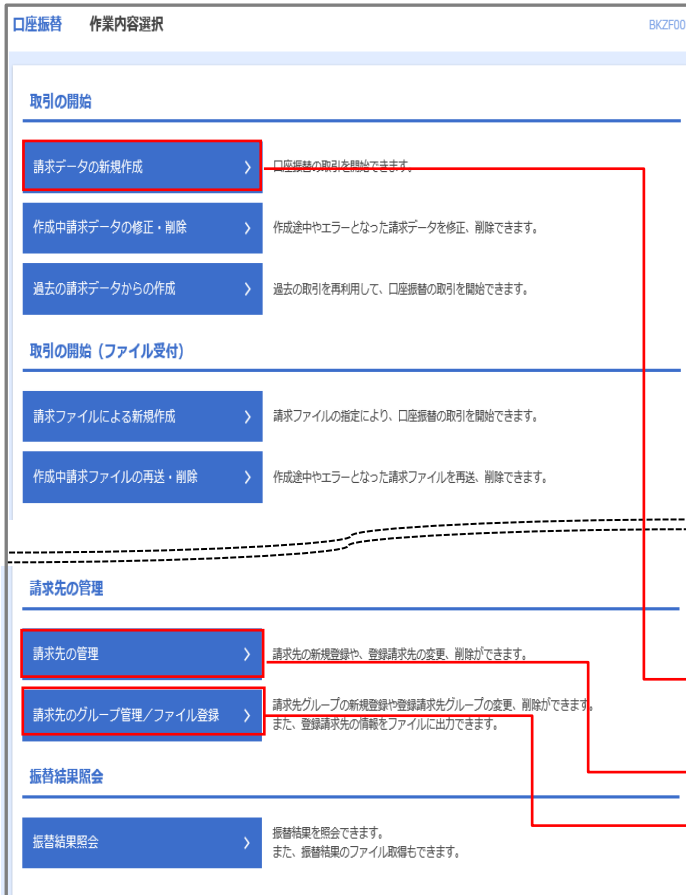 口座振替 作業内容選択 BKZF00
取引の開始
請求データの新規作成
口座振替の取引を開始できます。
作成中請求データの修正・削除
作成途中やエラーとなった請求データを修正、削除できます。
過去の請求データからの作成
過去の取引を再利用して、口座振替の取引を開始できます。
取引の開始（ファイル受付）
請求ファイルによる新規作成
請求ファイルの指定により、口座振替の取引を開始できます。
作成中請求ファイルの再送・削除
作成途中やエラーとなった請求ファイルを再送、削除できます。
請求先の管理
請求先の管理
請求先の新規登録や、登録請求先の変更、削除ができます。
請求先のグループ管理／ファイル登録
請求先グループの新規登録や登録請求先グループの変更、削除ができます。
また、登録請求先の情報をファイルに出力できます。
振替結果照会
振替結果照会
振替結果を照会できます。
また、振替結果のファイル取得もできます。